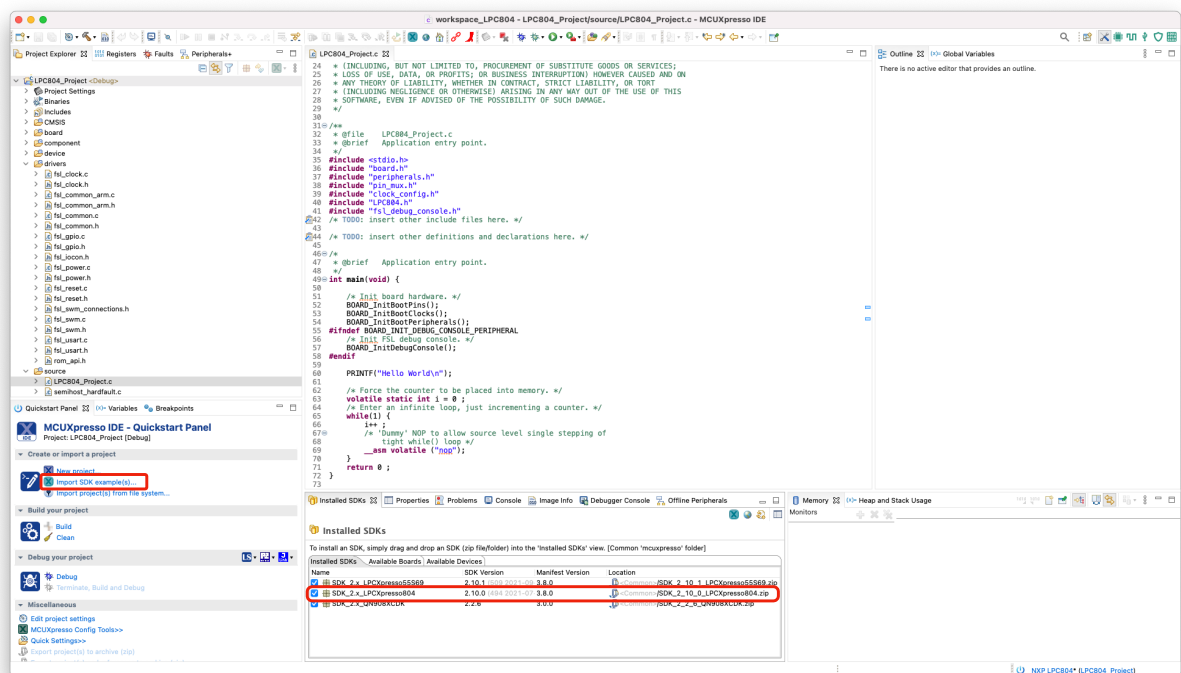 workspace_LPC804 - LPC804_Project/source/LPC804_Project.c - MCUXpresso IDE
Project Explorer
Registers
Faults
Peripherals+
LPC804_Project <Debug>
Project Settings
Binaries
Includes
CMSIS
board
component
device
drivers
fsl_clock.c
fsl_clock.h
fsl_common_arm.c
fsl_common_arm.h
fsl_common.c
fsl_common.h
fsl_gpio.c
fsl_gpio.h
fsl_iocon.h
fsl_power.c
fsl_power.h
fsl_reset.c
fsl_reset.h
fsl_swm_connections.h
fsl_swm.c
fsl_swm.h
fsl_usart.c
fsl_usart.h
rom_api.h
source
LPC804_Project.c
semihost_hardfault.c
LPC804_Project.c
24 * (INCLUDING, BUT NOT LIMITED TO, PROCUREMENT OF SUBSTITUTE GOODS OR SERVICES;
25 * LOSS OF USE, DATA, OR PROFITS; OR BUSINESS INTERRUPTION) HOWEVER CAUSED AND ON
26 * ANY THEORY OF LIABILITY, WHETHER IN CONTRACT, STRICT LIABILITY, OR TORT
27 * (INCLUDING NEGLIGENCE OR OTHERWISE) ARISING IN ANY WAY OUT OF THE USE OF THIS
28 * SOFTWARE, EVEN IF ADVISED OF THE POSSIBILITY OF SUCH DAMAGE.
29 */
30
31 /**
32 * @file LPC804_Project.c
33 * @brief Application entry point.
34 */
35 #include <stdio.h>
36 #include "board.h"
37 #include "peripherals.h"
38 #include "pin_mux.h"
39 #include "clock_config.h"
40 #include "LPC804.h"
41 #include "fsl_debug_console.h"
42 /* TODO: insert other include files here. */
43
44 /* TODO: insert other definitions and declarations here. */
45
46 /*
47 * @brief Application entry point.
48 */
49 int main(void) {
50
51 /* Init board hardware. */
52 BOARD_InitBootPins();
53 BOARD_InitBootClocks();
54 BOARD_InitBootPeripherals();
55 #ifndef BOARD_INIT_DEBUG_CONSOLE_PERIPHERAL
56 /* Init FSL debug console. */
57 BOARD_InitDebugConsole();
58 #endif
59
60 PRINTF("Hello World\n");
61
62 /* Force the counter to be placed into memory. */
63 volatile static int i = 0 ;
64 /* Enter an infinite loop, just incrementing a counter. */
65 while(1) {
66 i++ ;
67 /* 'Dummy' NOP to allow source level single stepping of
68 tight while() loop */
69 __asm volatile ("nop");
70 }
71 return 0 ;
72 }
73
Outline
Global Variables
There is no active editor that provides an outline.
Quickstart Panel
Variables
Breakpoints
IDE
MCUXpresso IDE - Quickstart Panel
Project: LPC804_Project [Debug]
Create or import a project
New project...
Import SDK example(s)...
Import project(s) from file system...
Build your project
Build
Clean
Debug your project
LS
Debug
Terminate, Build and Debug
Miscellaneous
Edit project settings
MCUXpresso Config Tools>>
Quick Settings>>
Export project(s) to archive (zip)
Installed SDKs
Properties
Problems
Console
Image Info
Debugger Console
Offline Peripherals
Installed SDKs
To install an SDK, simply drag and drop an SDK (zip file/folder) into the 'Installed SDKs' view. [Common 'mcuxpresso' folder]
Installed SDKs
Available Boards
Available Devices
Name SDK Version Manifest Version Location
SDK_2.x_LPCXpresso55S69 2.10.1 (509 2021-08 3.8.0 <Common>/SDK_2_10_1_LPCXpresso55S69.zip
SDK_2.x_LPCXpresso804 2.10.0 (494 2021-07 3.8.0 <Common>/SDK_2_10_0_LPCXpresso804.zip
SDK_2.x_QN908XCDK 2.2.6 3.0.0 <Common>/SDK_2_2_6_QN908XCDK.zip
Memory
Heap and Stack Usage
Monitors
NXP LPC804* (LPC804_Project)